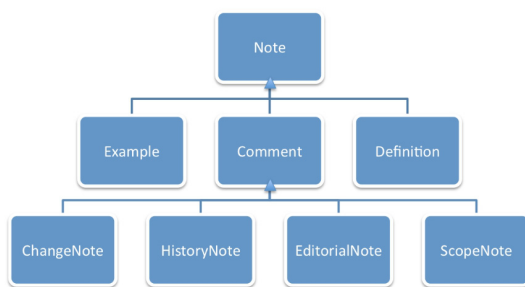 Note
Example Comment Definition
ChangeNote HistoryNote EditorialNote ScopeNote